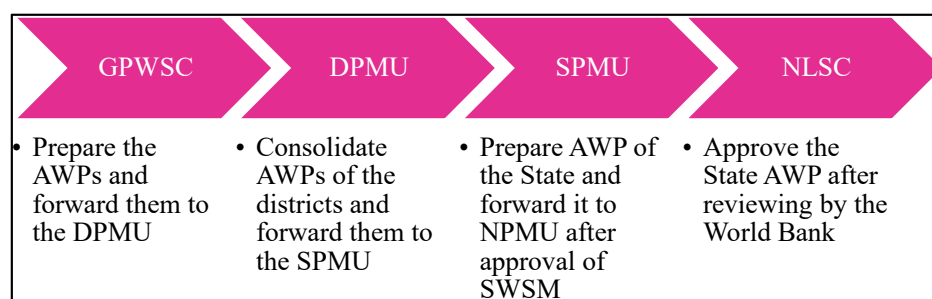 GPWSC
DPMU
SPMU
NLSC
• Prepare the
AWPs and
forward them to
the DPMU
• Consolidate
AWPs of the
districts and
forward them to
the SPMU
• Prepare AWP of
the State and
forward it to
NPMU after
approval of
SWSM
• Approve the
State AWP after
reviewing by the
World Bank